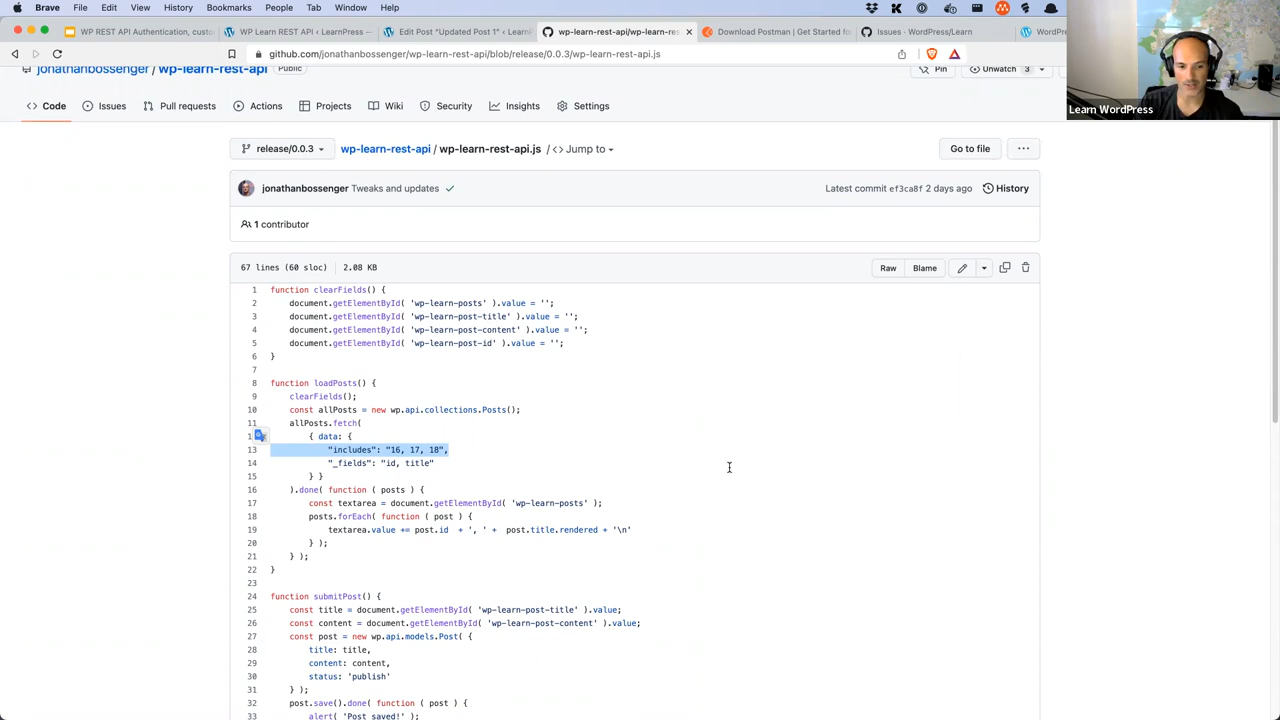 Brave File Edit View History Bookmarks People Tab Window Help
WP REST API Authentication, custo
WP Learn REST API ‹ LearnPress
Edit Post "Updated Post 1" ‹ LearnP
wp-learn-rest-api/wp-learn-res
Download Postman | Get Started fo
Issues · WordPress/Learn
WordPre
github.com/jonathanbossenger/wp-learn-rest-api/blob/release/0.0.3/wp-learn-rest-api.js
jonathanbossenger / wp-learn-rest-api Public
Pin
Unwatch 3
Learn WordPress
Code Issues Pull requests Actions Projects Wiki Security Insights Settings
release/0.0.3 wp-learn-rest-api / wp-learn-rest-api.js / <> Jump to
Go to file
jonathanbossenger Tweaks and updates
Latest commit ef3ca8f 2 days ago History
1 contributor
67 lines (60 sloc) 2.08 KB
Raw Blame
1 function clearFields() {
2 document.getElementById( 'wp-learn-posts' ).value = '';
3 document.getElementById( 'wp-learn-post-title' ).value = '';
4 document.getElementById( 'wp-learn-post-content' ).value = '';
5 document.getElementById( 'wp-learn-post-id' ).value = '';
6 }
7
8 function loadPosts() {
9 clearFields();
10 const allPosts = new wp.api.collections.Posts();
11 allPosts.fetch(
1 { data: {
13 "includes": "16, 17, 18",
14 "_fields": "id, title"
15 } }
16 ).done( function ( posts ) {
17 const textarea = document.getElementById( 'wp-learn-posts' );
18 posts.forEach( function ( post ) {
19 textarea.value += post.id + ', ' + post.title.rendered + '\n'
20 } );
21 } );
22 }
23
24 function submitPost() {
25 const title = document.getElementById( 'wp-learn-post-title' ).value;
26 const content = document.getElementById( 'wp-learn-post-content' ).value;
27 const post = new wp.api.models.Post( {
28 title: title,
29 content: content,
30 status: 'publish'
31 } );
32 post.save().done( function ( post ) {
33 alert( 'Post saved!' );